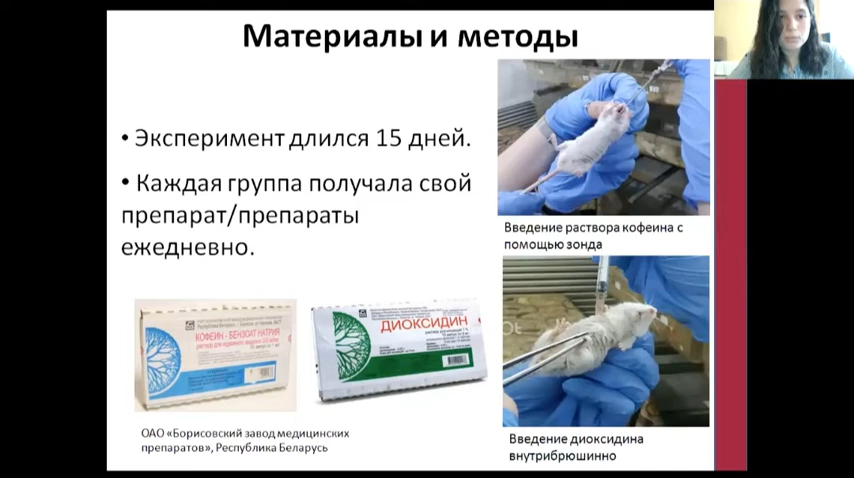 Материалы и методы
• Эксперимент длился 15 дней.
• Каждая группа получала свой
препарат/препараты
ежедневно.
Введение раствора кофеина с
помощью зонда
КОФЕИН - БЕНЗОАТ НАТРИЯ
ДИОКСИДИН
ОАО «Борисовский завод медицинских
препаратов», Республика Беларусь
Введение диоксидина
внутрибрюшинно